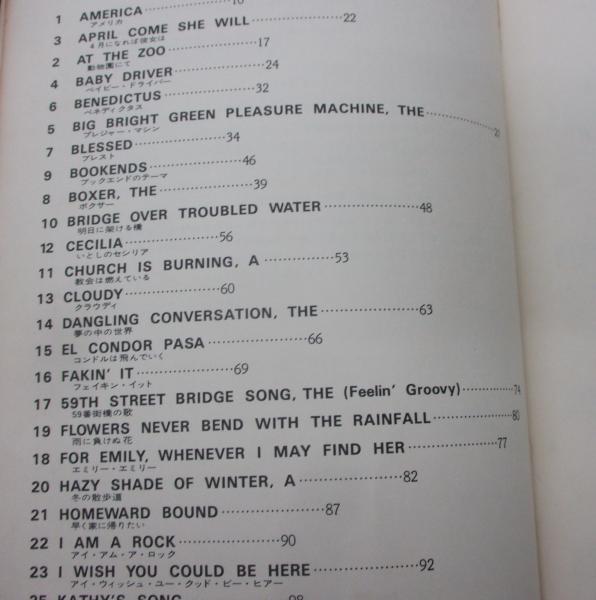 1 AMERICA 16
アメリカ
3 APRIL COME SHE WILL 22
4月になれば彼女は
2 AT THE ZOO 17
動物園にて
4 BABY DRIVER 24
ベイビー・ドライバー
6 BENEDICTUS 32
ベネディクタス
5 BIG BRIGHT GREEN PLEASURE MACHINE, THE
プレジャー・マシン
7 BLESSED 34
ブレスト
9 BOOKENDS 46
ブックエンドのテーマ
8 BOXER, THE 39
ボクサー
10 BRIDGE OVER TROUBLED WATER 48
明日に架ける橋
12 CECILIA 56
いとしのセシリア
11 CHURCH IS BURNING, A 53
教会は燃えている
13 CLOUDY 60
クラウディ
14 DANGLING CONVERSATION, THE 63
夢の中の世界
15 EL CONDOR PASA 66
コンドルは飛んでいく
16 FAKIN' IT 69
フェイキン・イット
17 59TH STREET BRIDGE SONG, THE (Feelin' Groovy) 74
59番街橋の歌
19 FLOWERS NEVER BEND WITH THE RAINFALL 80
雨に負けぬ花
18 FOR EMILY, WHENEVER I MAY FIND HER 77
エミリー・エミリー
20 HAZY SHADE OF WINTER, A 82
冬の散歩道
21 HOMEWARD BOUND 87
早く家に帰りたい
22 I AM A ROCK 90
アイ・アム・ア・ロック
23 I WISH YOU COULD BE HERE 92
アイ・ウィッシュ・ユー・クッド・ビー・ヒアー
25 KATHY'S SONG 98